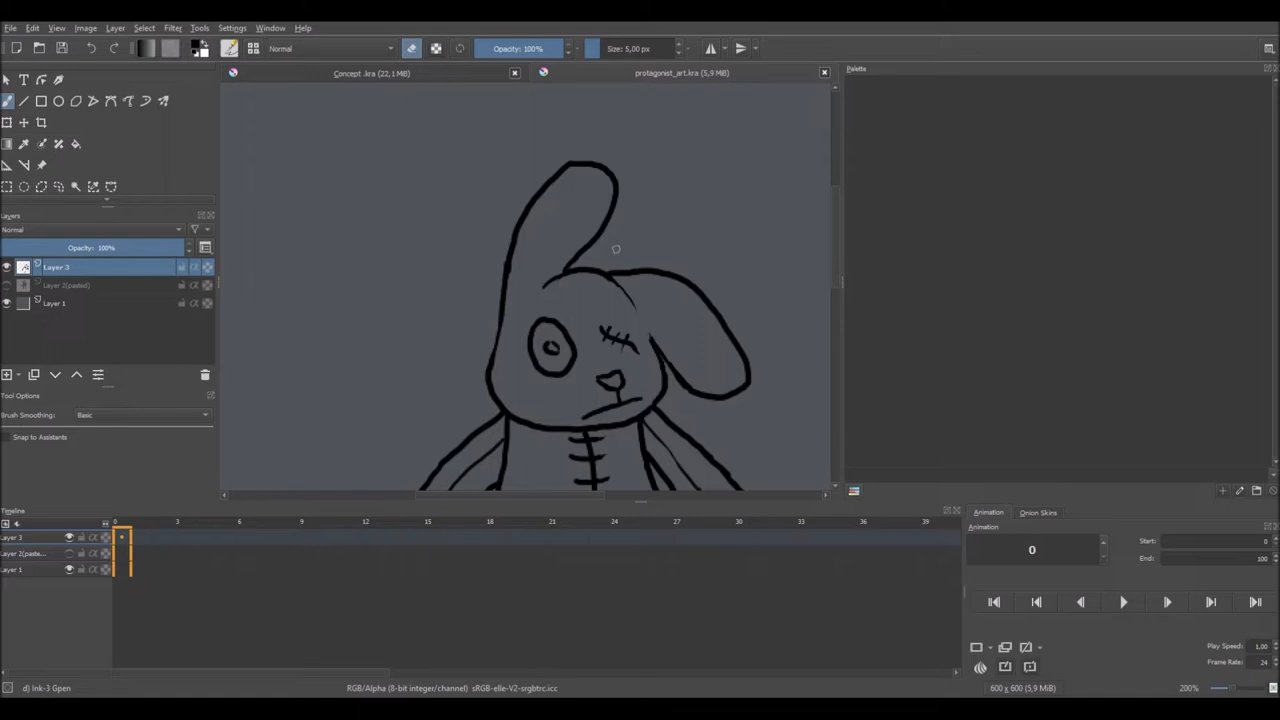 File Edit View Image Layer Select Filter Tools Settings Window Help
Normal Opacity: 100% Size: 5,00 px
Concept .kra (22,1 MiB) protagonist_art.kra (5,9 MiB) Palette
Layers
Normal
Opacity: 100%
Layer 3
Layer 2(pasted)
Layer 1
Tool Options
Brush Smoothing: Basic
Snap to Assistants
Timeline
0 3 6 9 12 15 18 21 24 27 30 33 36 39
Layer 3
Layer 2(paste...
Layer 1
Animation Onion Skins
Animation
0
Start: 0
End: 100
Play Speed: 1,00
Frame Rate: 24
d) Ink-3 Gpen RGB/Alpha (8-bit integer/channel) sRGB-elle-V2-srgbtrc.icc 600 x 600 (5,9 MiB) 200%